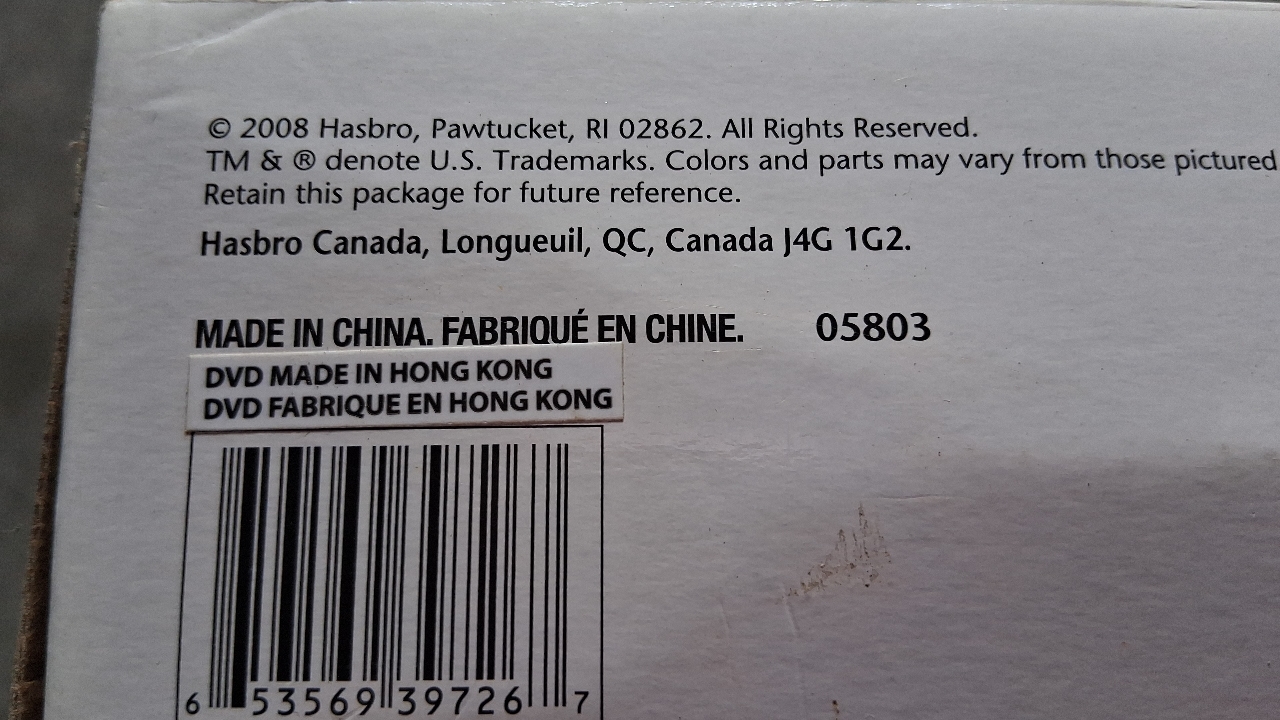 © 2008 Hasbro, Pawtucket, RI 02862. All Rights Reserved.
TM & ® denote U.S. Trademarks. Colors and parts may vary from those pictured
Retain this package for future reference.
Hasbro Canada, Longueuil, QC, Canada J4G 1G2.
MADE IN CHINA. FABRIQUÉ EN CHINE. 05803
DVD MADE IN HONG KONG
DVD FABRIQUE EN HONG KONG
6 53569 39726 7